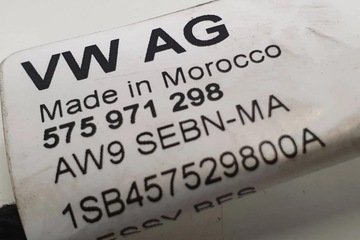 VW AG
Made in Morocco
575 971 298
AW9 SEBN-MA
1SB457529800A